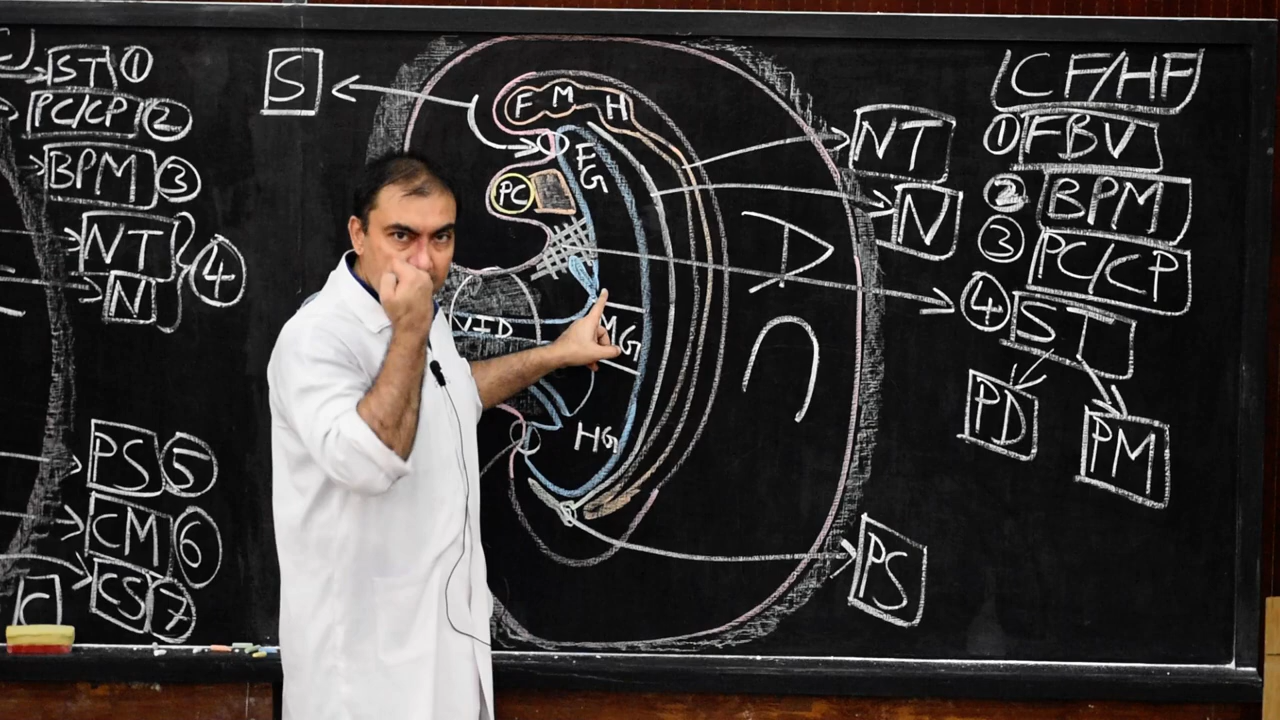 ST 1
PC/CP 2
BPM 3
NT
N
4
PS 5
CM 6
CS 7
C
S
F M H
FG
PC
VID
MG
HG
D
NT
N
PS
CF/HF
1 FBV
2 BPM
3 PC/CP
4 ST
PD
PM